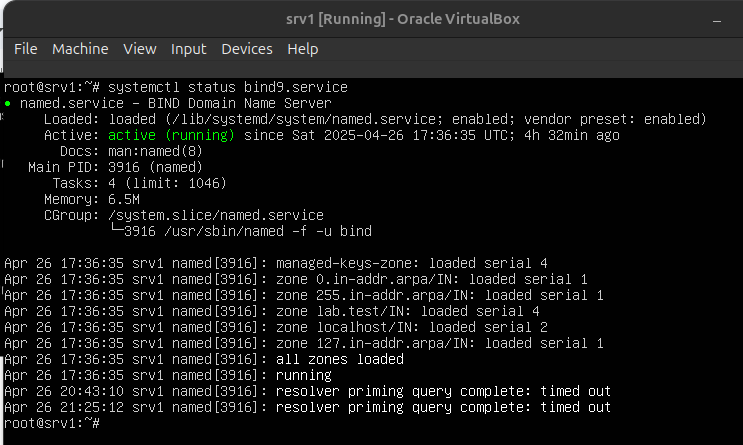 srv1 [Running] - Oracle VirtualBox
File Machine View Input Devices Help
root@srv1:~# systemctl status bind9.service
● named.service - BIND Domain Name Server
     Loaded: loaded (/lib/systemd/system/named.service; enabled; vendor preset: enabled)
     Active: active (running) since Sat 2025-04-26 17:36:35 UTC; 4h 32min ago
       Docs: man:named(8)
   Main PID: 3916 (named)
      Tasks: 4 (limit: 1046)
     Memory: 6.5M
     CGroup: /system.slice/named.service
             └─3916 /usr/sbin/named -f -u bind
Apr 26 17:36:35 srv1 named[3916]: managed-keys-zone: loaded serial 4
Apr 26 17:36:35 srv1 named[3916]: zone 0.in-addr.arpa/IN: loaded serial 1
Apr 26 17:36:35 srv1 named[3916]: zone 255.in-addr.arpa/IN: loaded serial 1
Apr 26 17:36:35 srv1 named[3916]: zone lab.test/IN: loaded serial 4
Apr 26 17:36:35 srv1 named[3916]: zone localhost/IN: loaded serial 2
Apr 26 17:36:35 srv1 named[3916]: zone 127.in-addr.arpa/IN: loaded serial 1
Apr 26 17:36:35 srv1 named[3916]: all zones loaded
Apr 26 17:36:35 srv1 named[3916]: running
Apr 26 20:43:10 srv1 named[3916]: resolver priming query complete: timed out
Apr 26 21:25:12 srv1 named[3916]: resolver priming query complete: timed out
root@srv1:~#